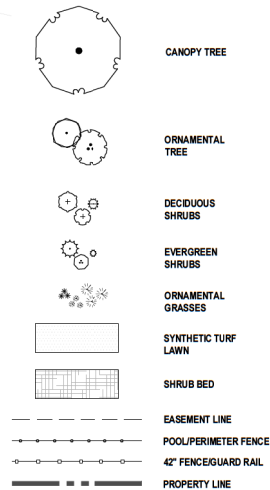 CANOPY TREE
ORNAMENTAL
TREE
DECIDUOUS
SHRUBS
EVERGREEN
SHRUBS
ORNAMENTAL
GRASSES
SYNTHETIC TURF
LAWN
SHRUB BED
EASEMENT LINE
POOL/PERIMETER FENCE
42" FENCE/GUARD RAIL
PROPERTY LINE